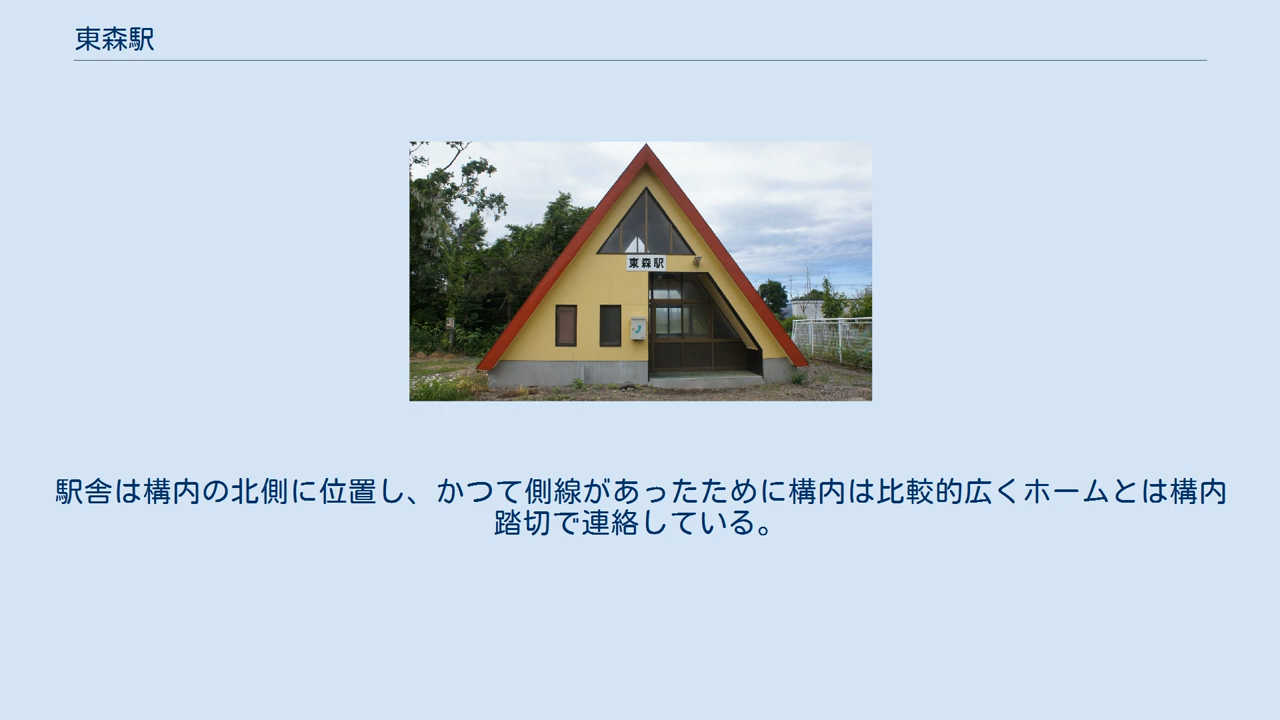 東森駅
東森駅
駅舎は構内の北側に位置し、かつて側線があったために構内は比較的広くホームとは構内
踏切で連絡している。